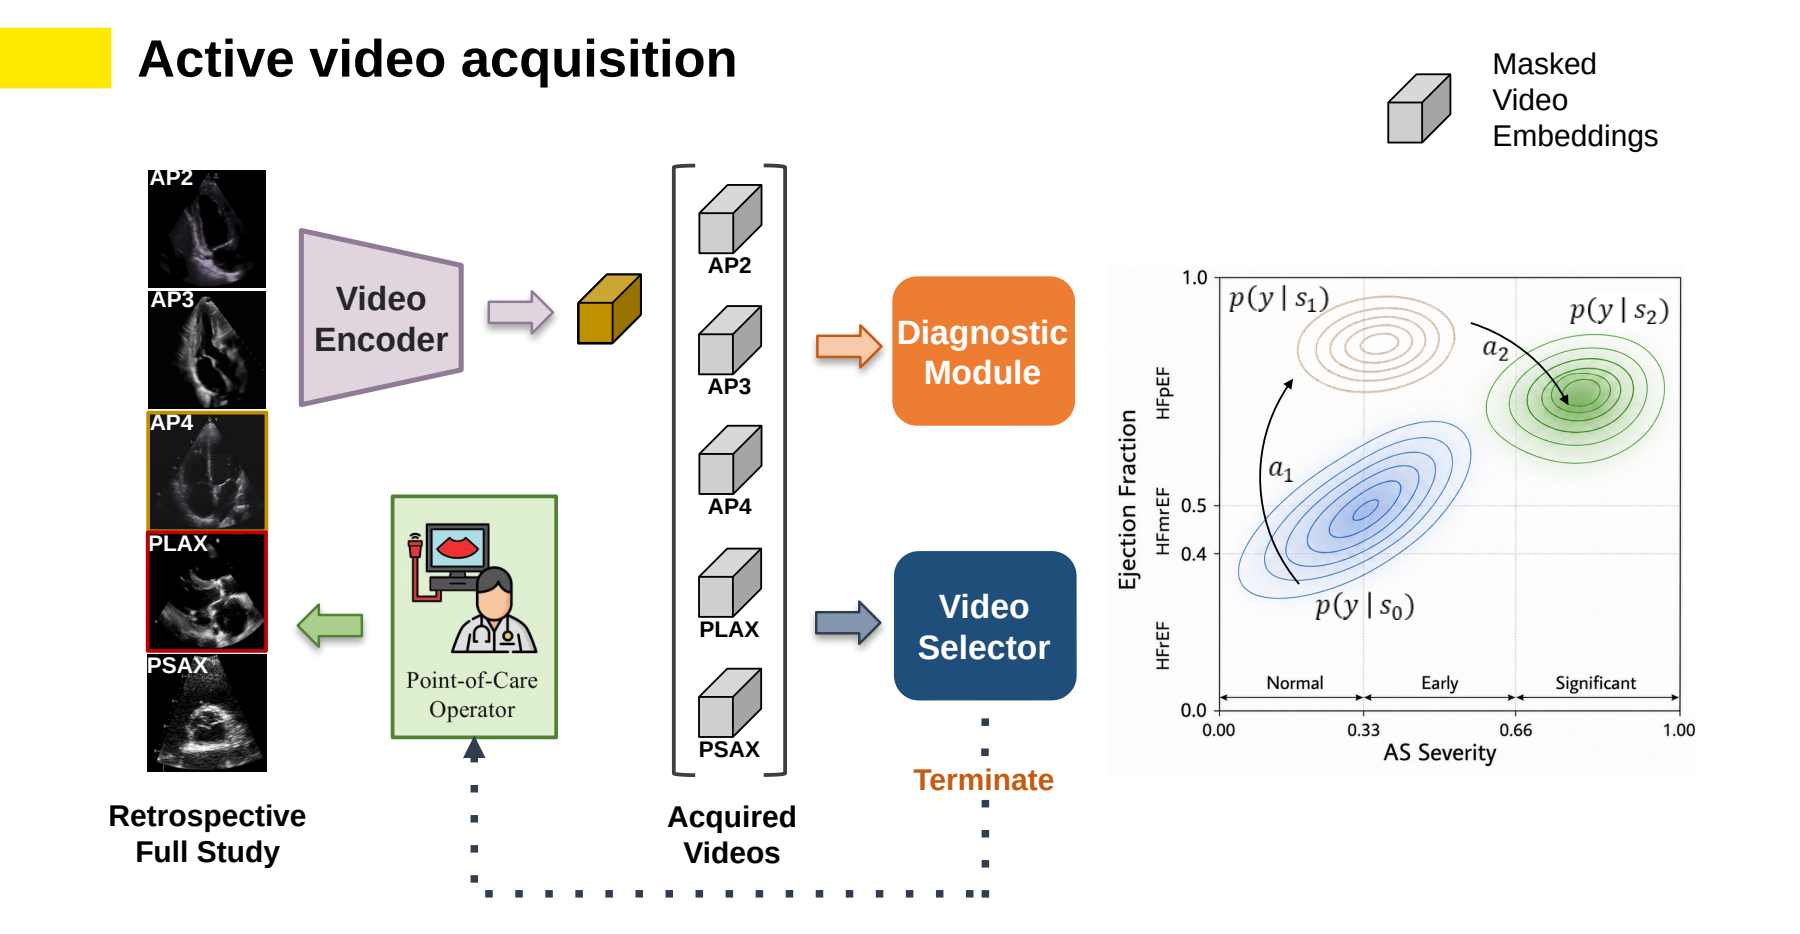 Active video acquisition
Masked
Video
Embeddings
AP2
AP3
AP4
PLAX
PSAX
Retrospective
Full Study
Video
Encoder
Point-of-Care
Operator
AP2
AP3
AP4
PLAX
PSAX
Acquired
Videos
Diagnostic
Module
Video
Selector
Terminate
1.0
0.5
0.4
0.0
Ejection Fraction
HFpEF
HFmrEF
HFrEF
p(y | s₁)
p(y | s₂)
a₂
a₁
p(y | s₀)
Normal
Early
Significant
0.00
0.33
0.66
1.00
AS Severity